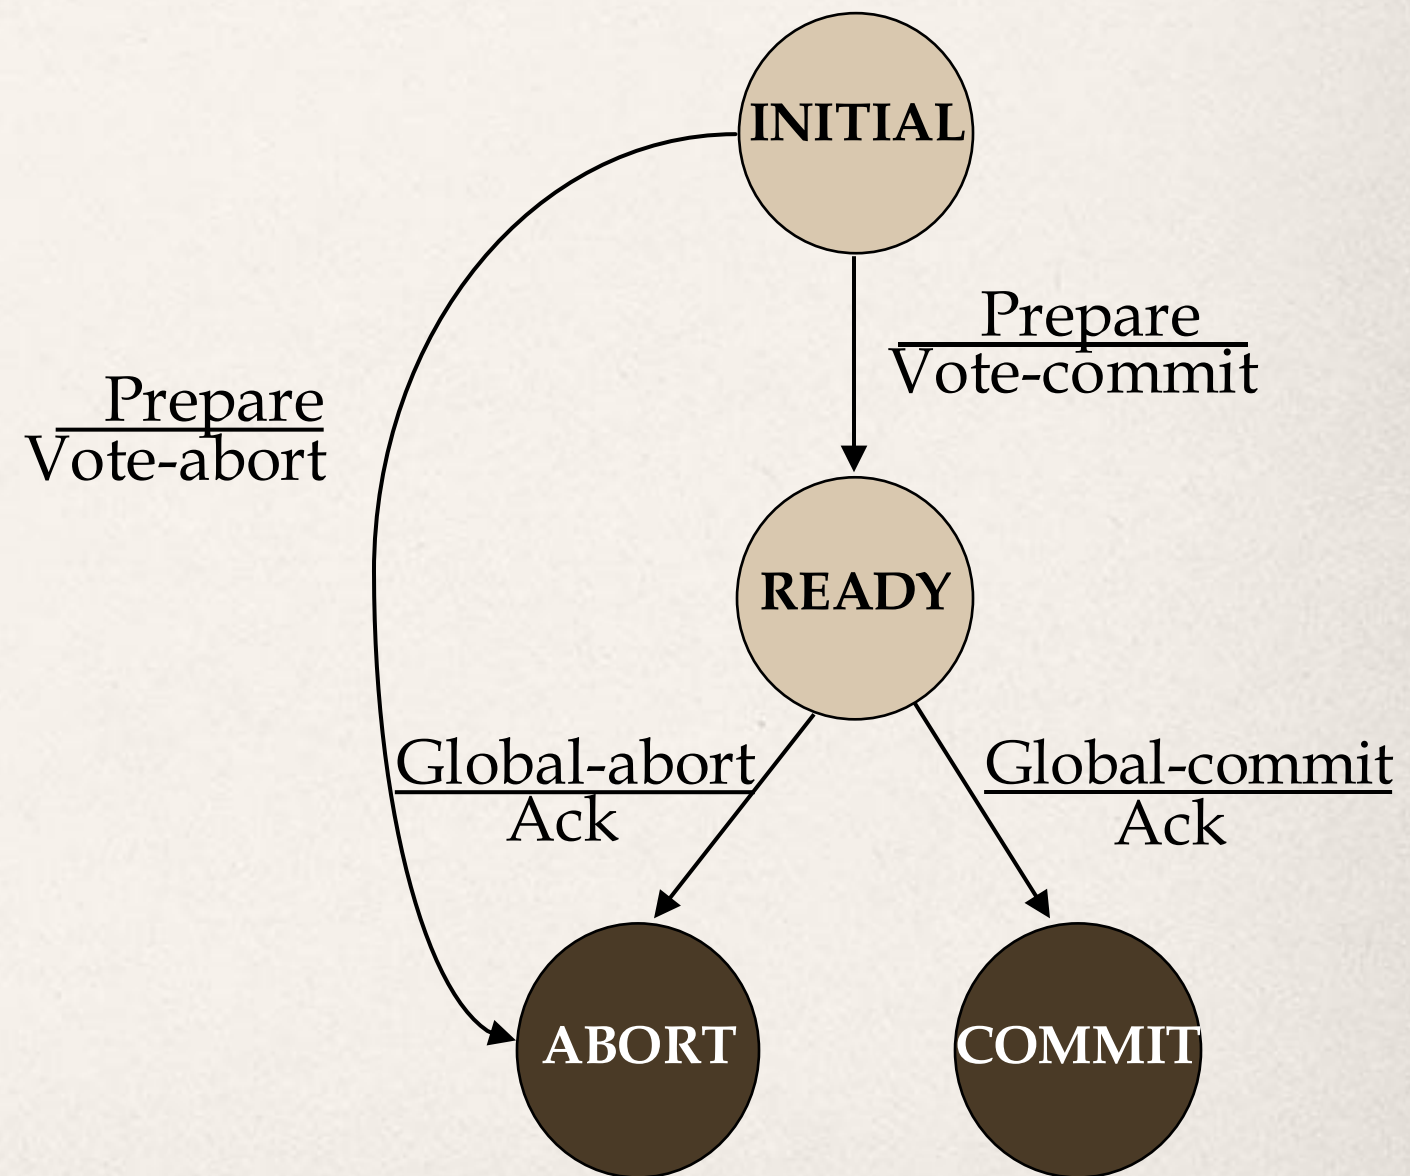 INITIAL
Prepare
Vote-commit
Prepare
Vote-abort
READY
Global-abort
Ack
Global-commit
Ack
ABORT
COMMIT